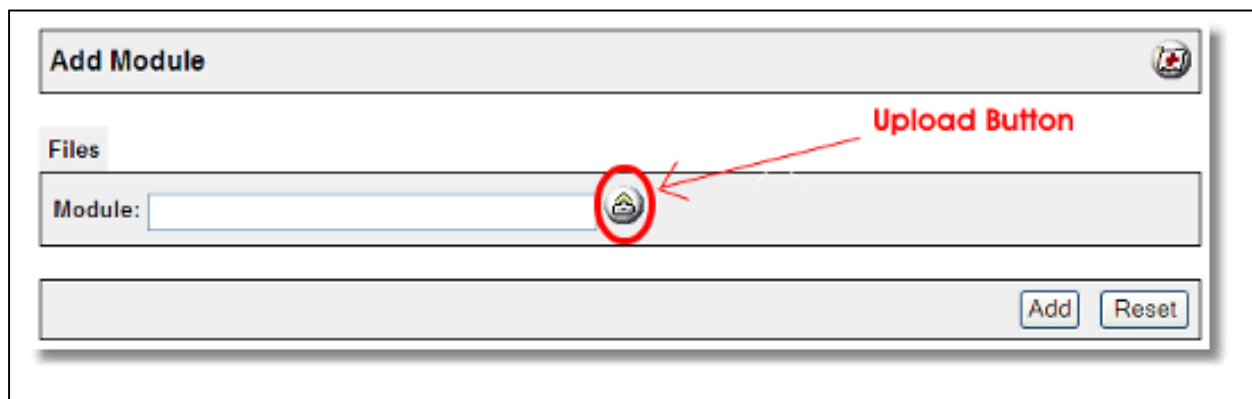 Add Module
Upload Button
Files
Module:
Add Reset